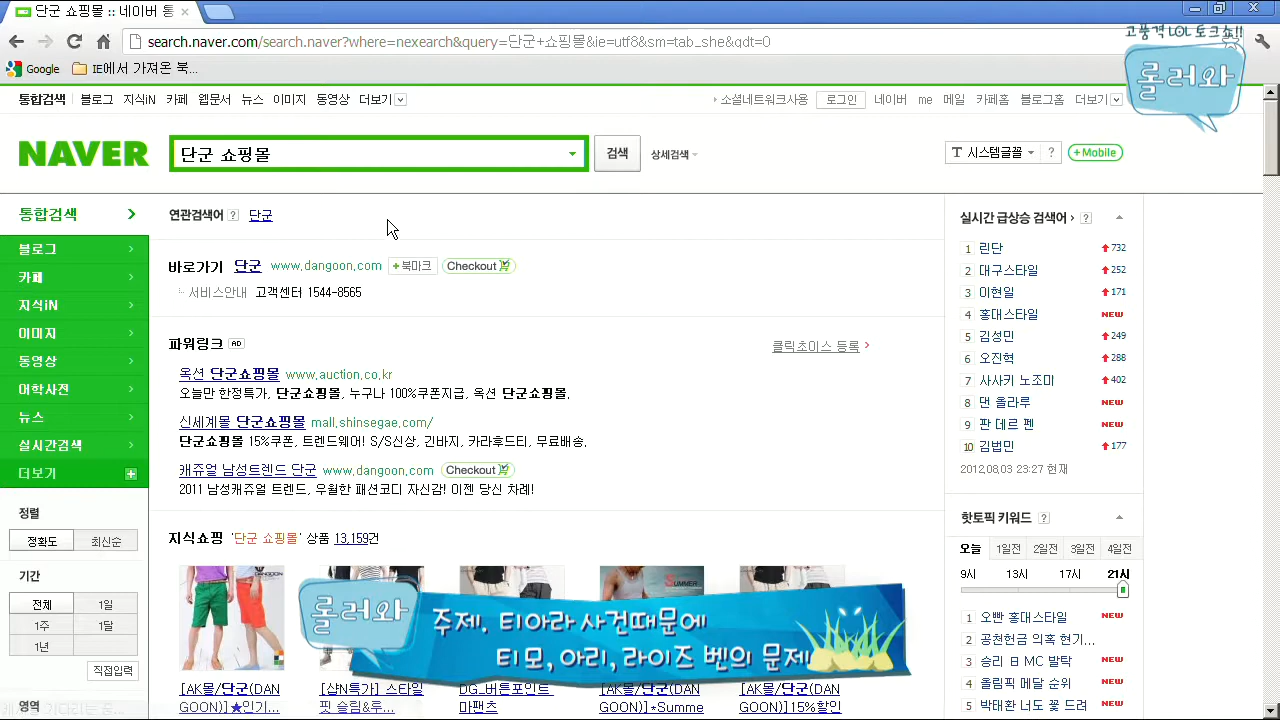 단군 쇼핑몰 :: 네이버 통
search.naver.com/search.naver?where=nexearch&query=단군+쇼핑몰&ie=utf8&sm=tab_she&qdt=0
고품격 LOL 토크쇼!!
롤러와
Google IE에서 가져온 북...
통합검색 블로그 지식iN 카페 웹문서 뉴스 이미지 동영상 더보기
소셜네트워크사용 로그인 네이버 me 메일 카페홈 블로그홈 더보기
NAVER
단군 쇼핑몰
검색
상세검색
T 시스템글꼴 ?
+Mobile
통합검색
블로그
카페
지식iN
이미지
동영상
어학사전
뉴스
실시간검색
더보기
정렬
정확도 최신순
기간
전체 1일
1주 1달
1년
직접입력
영역
연관검색어 ? 단군
바로가기 단군 www.dangoon.com +북마크 Checkout
서비스안내 고객센터 1544-8565
파워링크 AD
클릭초이스 등록
옥션 단군쇼핑몰 www.auction.co.kr
오늘만 한정특가, 단군쇼핑몰, 누구나 100%쿠폰지급, 옥션 단군쇼핑몰.
신세계몰 단군쇼핑몰 mall.shinsegae.com/
단군쇼핑몰 15%쿠폰, 트렌드웨어! S/S신상, 긴바지, 카라후드티, 무료배송.
캐쥬얼 남성트렌드 단군 www.dangoon.com Checkout
2011 남성캐쥬얼 트렌드, 우월한 패션코디 자신감! 이젠 당신 차례!
지식쇼핑 '단군 쇼핑몰' 상품 13,159건
DANGOON
SUMMER
롤러와
주제. 티아라 사건때문에
티모, 아리, 라이즈 벤의 문제
[AK몰/단군(DAN
GOON)]★인기...
[샵N특가] 스타일
핏 슬림&루...
DG_버튼포인트
마팬츠
[AK몰/단군(DAN
GOON)]*Summe
[AK몰/단군(DAN
GOON)]15%할인
실시간 급상승 검색어 ?
1 린단 732
2 대구스타일 252
3 이현일 171
4 홍대스타일 NEW
5 김성민 249
6 오진혁 288
7 사사키 노조미 402
8 댄 올라루 NEW
9 판 데르 펜 NEW
10 김법민 177
2012.08.03 23:27 현재
핫토픽 키워드 ?
오늘 1일전 2일전 3일전 4일전
9시 13시 17시 21시
1 오빤 홍대스타일 NEW
2 공천헌금 의혹 현기...
3 승리 日 MC 발탁 NEW
4 올림픽 메달 순위 NEW
5 박태환 너도 꽃 드려 NEW